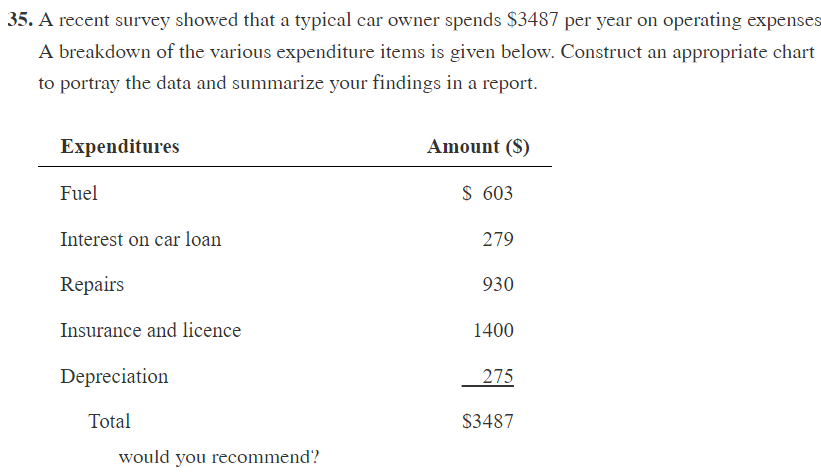 35. A recent survey showed that a typical car owner spends $3487 per year on operating expenses
A breakdown of the various expenditure items is given below. Construct an appropriate chart
to portray the data and summarize your findings in a report.
Expenditures Amount ($)
Fuel $ 603
Interest on car loan 279
Repairs 930
Insurance and licence 1400
Depreciation 275
Total $3487
would you recommend?